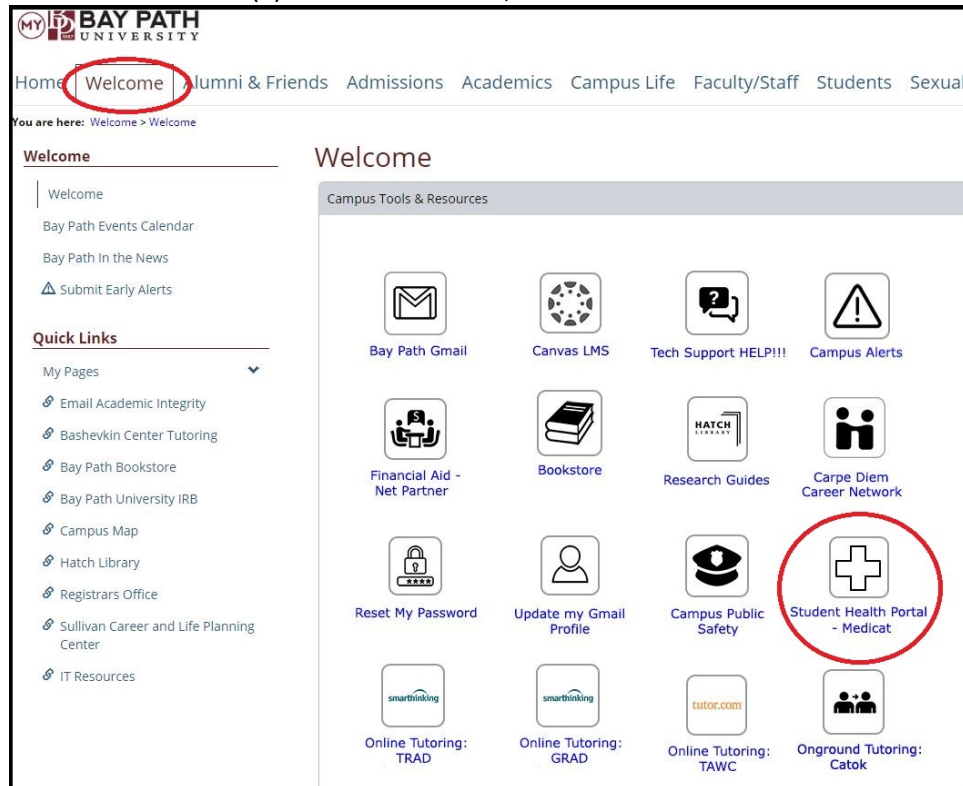 MY BAY PATH
1897 UNIVERSITY
Home Welcome Alumni & Friends Admissions Academics Campus Life Faculty/Staff Students Sexual
You are here: Welcome > Welcome
Welcome
Welcome
Bay Path Events Calendar
Bay Path In the News
Submit Early Alerts
Quick Links
My Pages
Email Academic Integrity
Bashevkin Center Tutoring
Bay Path Bookstore
Bay Path University IRB
Campus Map
Hatch Library
Registrars Office
Sullivan Career and Life Planning
Center
IT Resources
Welcome
Campus Tools & Resources
Bay Path Gmail
Canvas LMS
?
Tech Support HELP!!!
Campus Alerts
S
Financial Aid -
Net Partner
Bookstore
HATCH
LIBRARY
Research Guides
Carpe Diem
Career Network
****
Reset My Password
Update my Gmail
Profile
Campus Public
Safety
Student Health Portal
- Medicat
smarthinking
Online Tutoring:
TRAD
smarthinking
Online Tutoring:
GRAD
tutor.com
Online Tutoring:
TAWC
Onground Tutoring:
Catok